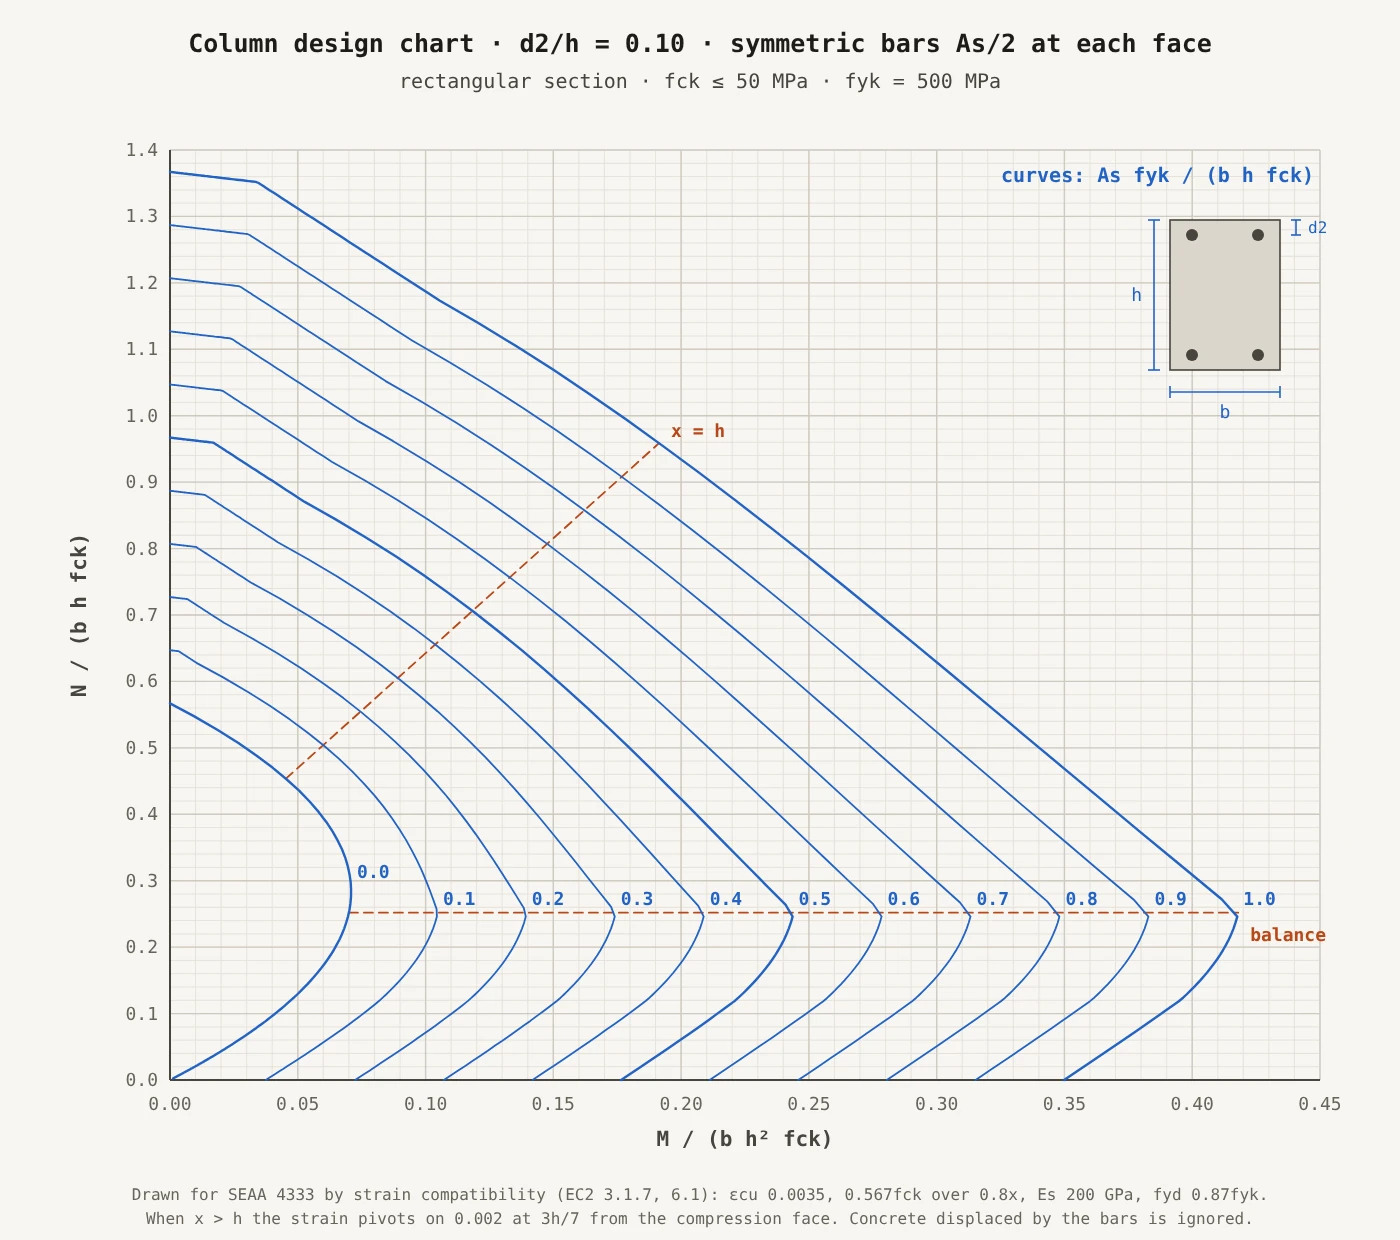 Column design chart · d2/h = 0.10 · symmetric bars As/2 at each face
rectangular section · fck ≤ 50 MPa · fyk = 500 MPa
curves: As fyk / (b h fck)
d2
h
b
x = h
balance
0.0
0.1
0.2
0.3
0.4
0.5
0.6
0.7
0.8
0.9
1.0
N / (b h fck)
1.4
1.3
1.2
1.1
1.0
0.9
0.8
0.7
0.6
0.5
0.4
0.3
0.2
0.1
0.0
0.00 0.05 0.10 0.15 0.20 0.25 0.30 0.35 0.40 0.45
M / (b h² fck)
Drawn for SEAA 4333 by strain compatibility (EC2 3.1.7, 6.1): εcu 0.0035, 0.567fck over 0.8x, Es 200 GPa, fyd 0.87fyk.
When x > h the strain pivots on 0.002 at 3h/7 from the compression face. Concrete displaced by the bars is ignored.